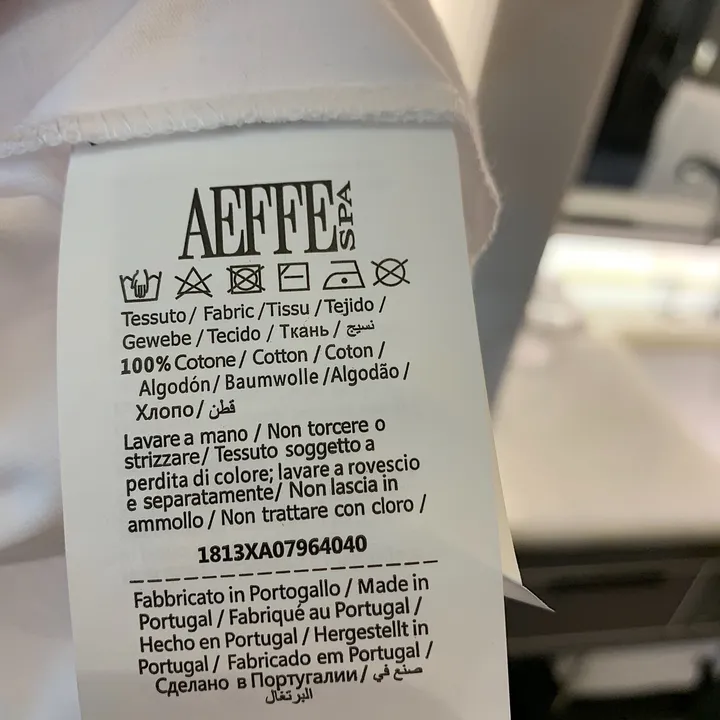 AEFFE SPA
Tessuto/ Fabric /Tissu /Tejido /
Gewebe /Tecido / Ткань/ نسيج
100% Cotone/ Cotton / Coton /
Algodón/ Baumwolle /Algodão /
Хлопо/ قطن
Lavare a mano / Non torcere o
strizzare/ Tessuto soggetto a
perdita di colore; lavare a rovescio
e separatamente/ Non lascia in
ammollo / Non trattare con cloro /
1813XA07964040
Fabbricato in Portogallo / Made in
Portugal / Fabriqué au Portugal /
Hecho en Portugal / Hergestellt in
Portugal / Fabricado em Portugal /
Сделано в Португалии/ صنع في
البرتغال